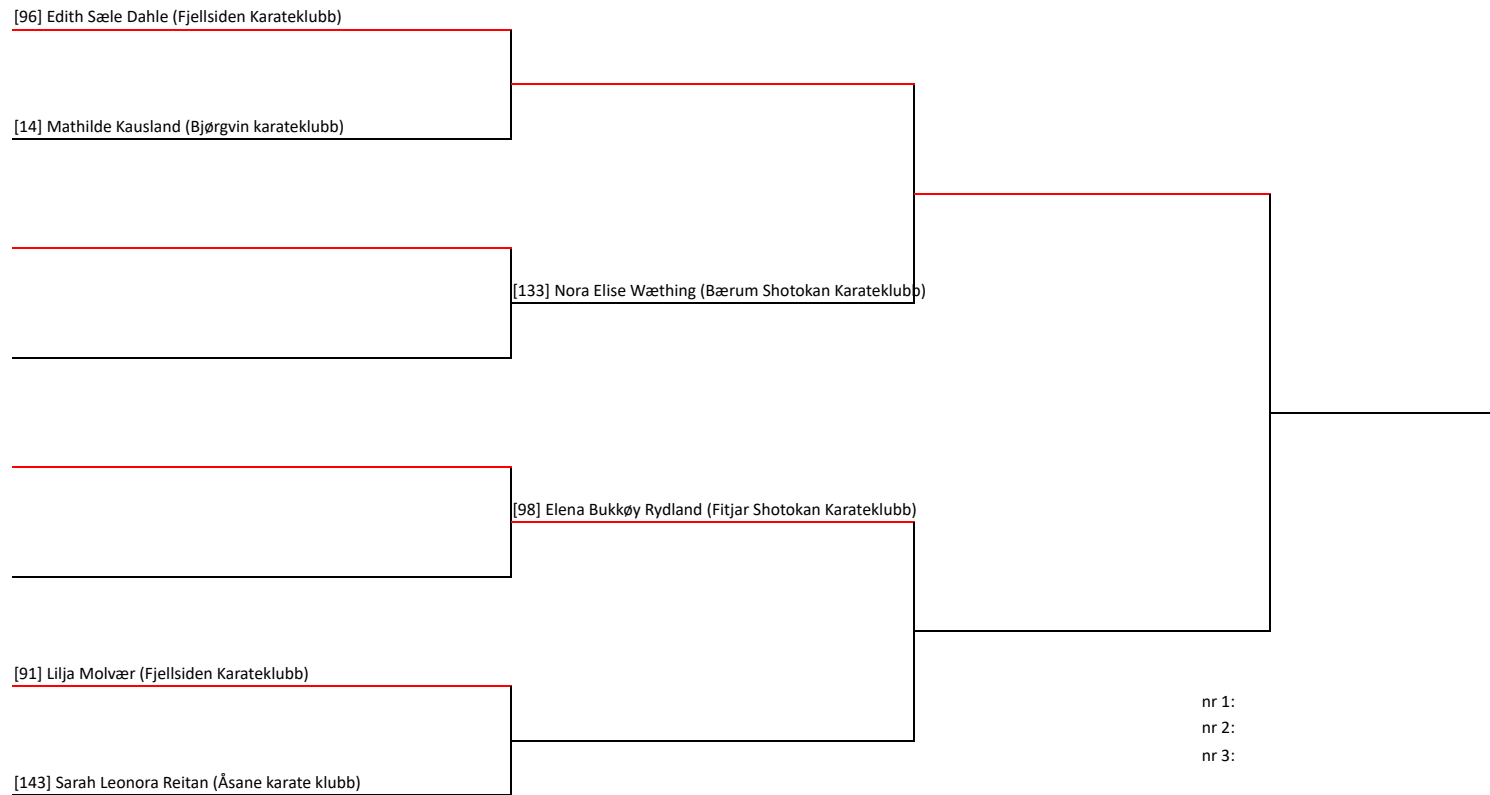 [96] Edith Sæle Dahle (Fjellsiden Karateklubb)
[14] Mathilde Kausland (Bjørgvin karateklubb)
[133] Nora Elise Wæthing (Bærum Shotokan Karateklubb)
[98] Elena Bukkøy Rydland (Fitjar Shotokan Karateklubb)
[91] Lilja Molvær (Fjellsiden Karateklubb)
[143] Sarah Leonora Reitan (Åsane karate klubb)
nr 1:
nr 2:
nr 3: